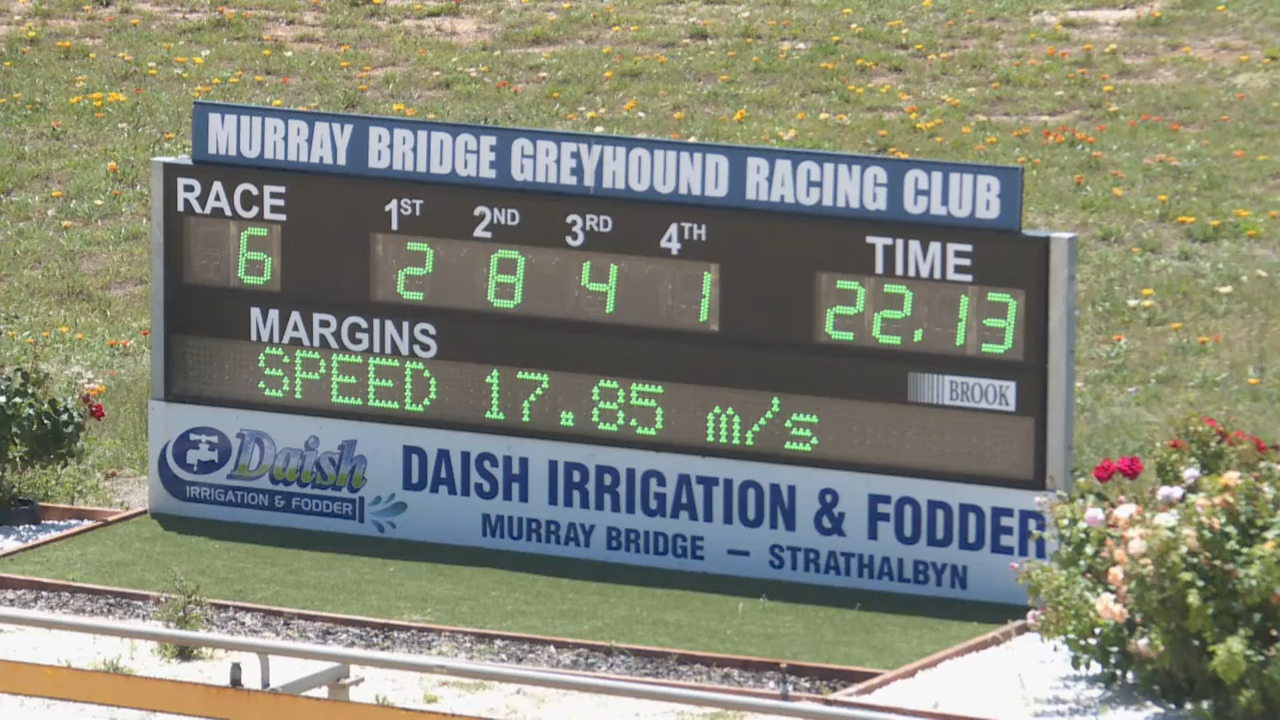 MURRAY BRIDGE GREYHOUND RACING CLUB
RACE 1ST 2ND 3RD 4TH TIME
6 2 8 4 1 22.13
MARGINS
SPEED 17.85 m/s
BROOK
Daish
IRRIGATION & FODDER
DAISH IRRIGATION & FODDER
MURRAY BRIDGE — STRATHALBYN